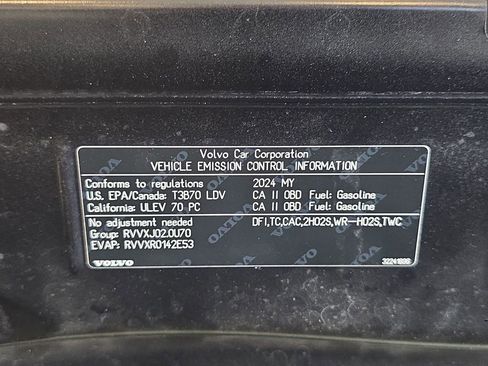 Volvo Car Corporation
VEHICLE EMISSION CONTROL INFORMATION
Conforms to regulations 2024 MY
U.S. EPA/Canada: T3B70 LDV CA II OBD Fuel: Gasoline
California: ULEV 70 PC CA II OBD Fuel: Gasoline
No adjustment needed DFI,TC,CAC,2HO2S,WR-HO2S,TWC
Group: RVVXJ02.0U70
EVAP: RVVXR0142E53
VOLVO